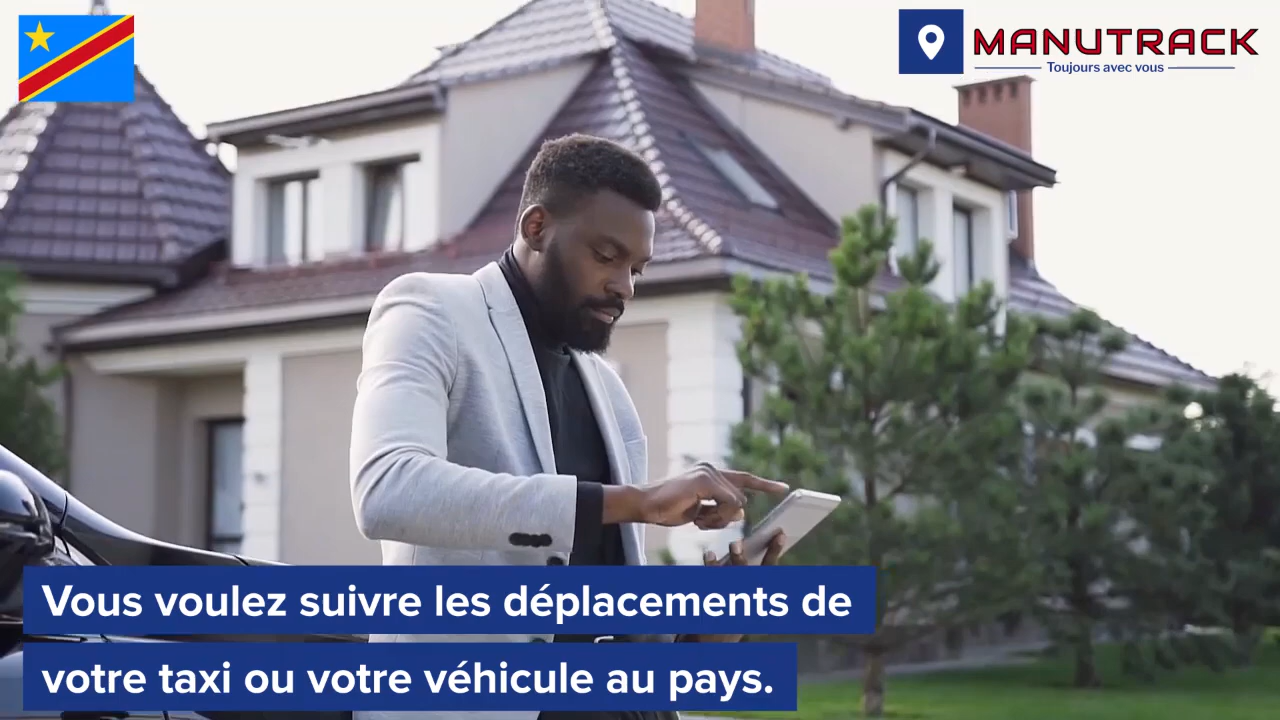 MANUTRACK
Toujours avec vous
Vous voulez suivre les déplacements de
votre taxi ou votre véhicule au pays.